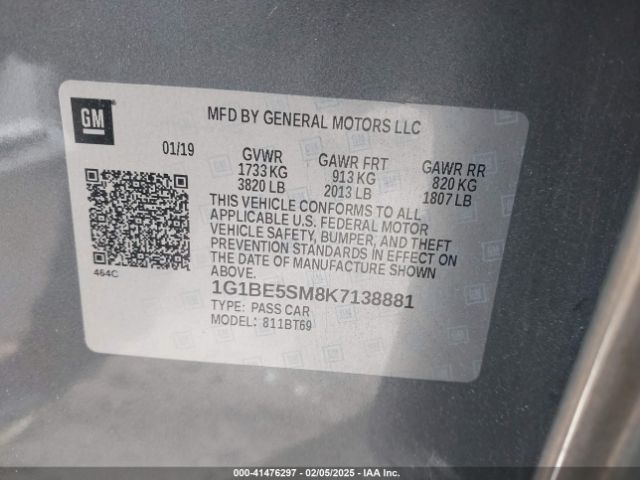 GM
MFD BY GENERAL MOTORS LLC
01/19
GVWR GAWR FRT GAWR RR
1733 KG 913 KG 820 KG
3820 LB 2013 LB 1807 LB
THIS VEHICLE CONFORMS TO ALL
APPLICABLE U.S. FEDERAL MOTOR
VEHICLE SAFETY, BUMPER, AND THEFT
PREVENTION STANDARDS IN EFFECT ON
THE DATE OF MANUFACTURE SHOWN
ABOVE.
464C
1G1BE5SM8K7138881
TYPE: PASS CAR
MODEL: 811BT69
000-41476297 - 02/05/2025 - IAA Inc.